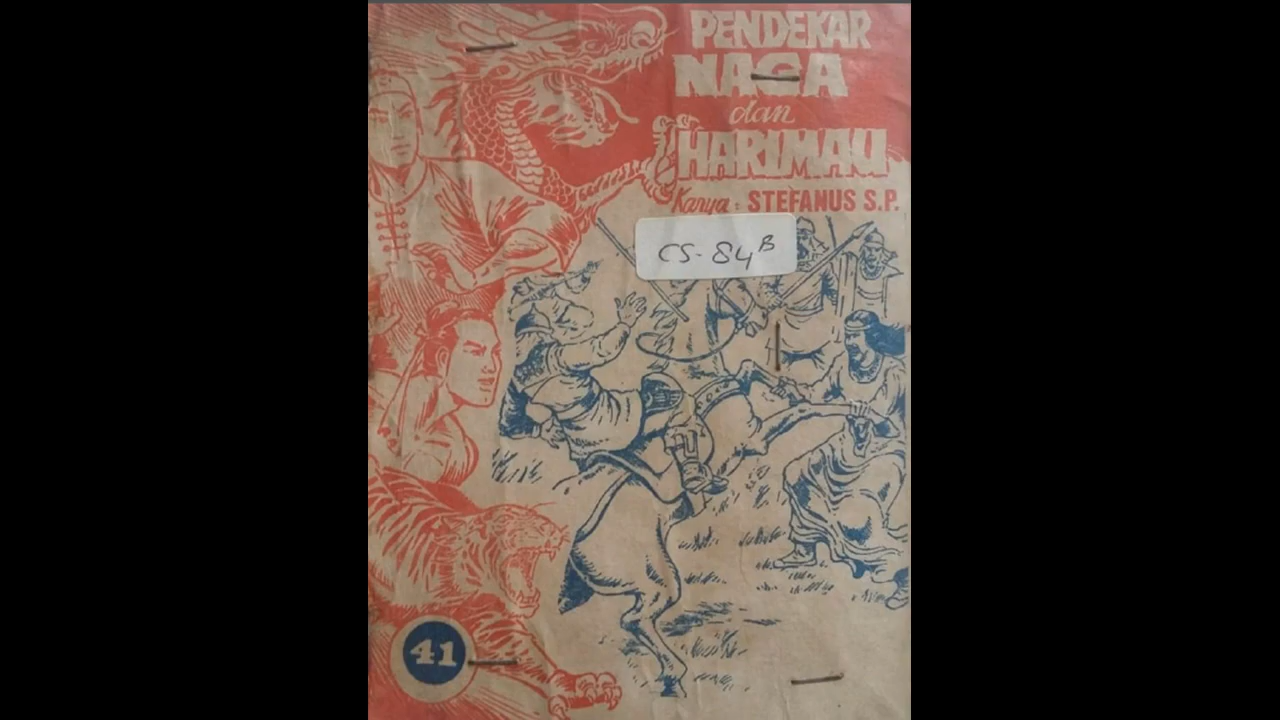 PENDEKAR
NAGA
dan
HARIMAU
Karya : STEFANUS S.P.
CS-84B
41